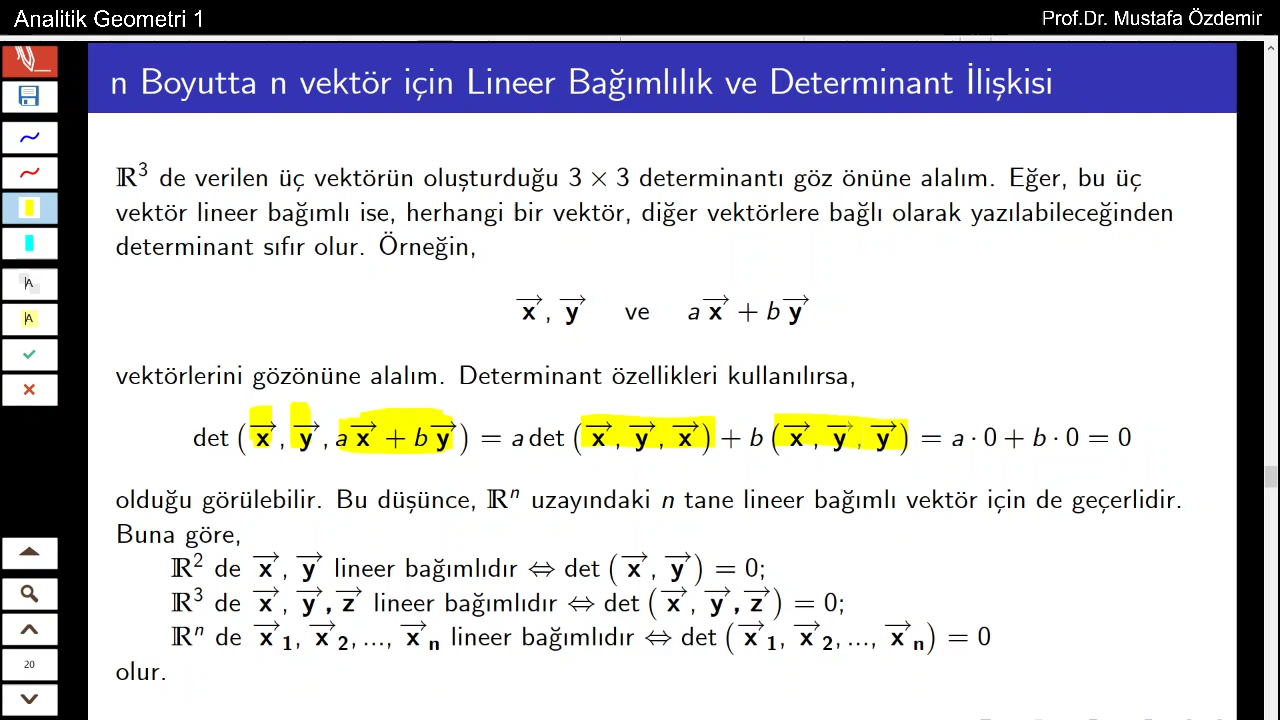 Analitik Geometri 1
Prof.Dr. Mustafa Özdemir
n Boyutta n vektör için Lineer Bağımlılık ve Determinant İlişkisi
ℝ³ de verilen üç vektörün oluşturduğu 3 × 3 determinantı göz önüne alalım. Eğer, bu üç
vektör lineer bağımlı ise, herhangi bir vektör, diğer vektörlere bağlı olarak yazılabileceğinden
determinant sıfır olur. Örneğin,
x⃗, y⃗ ve a x⃗ + b y⃗
vektörlerini gözönüne alalım. Determinant özellikleri kullanılırsa,
det (x⃗, y⃗, a x⃗ + b y⃗) = a det (x⃗, y⃗, x⃗) + b (x⃗, y⃗, y⃗) = a · 0 + b · 0 = 0
olduğu görülebilir. Bu düşünce, ℝⁿ uzayındaki n tane lineer bağımlı vektör için de geçerlidir.
Buna göre,
ℝ² de x⃗, y⃗ lineer bağımlıdır ⇔ det (x⃗, y⃗) = 0;
ℝ³ de x⃗, y⃗, z⃗ lineer bağımlıdır ⇔ det (x⃗, y⃗, z⃗) = 0;
ℝⁿ de x⃗₁, x⃗₂, ..., x⃗ₙ lineer bağımlıdır ⇔ det (x⃗₁, x⃗₂, ..., x⃗ₙ) = 0
olur.
A
A
20